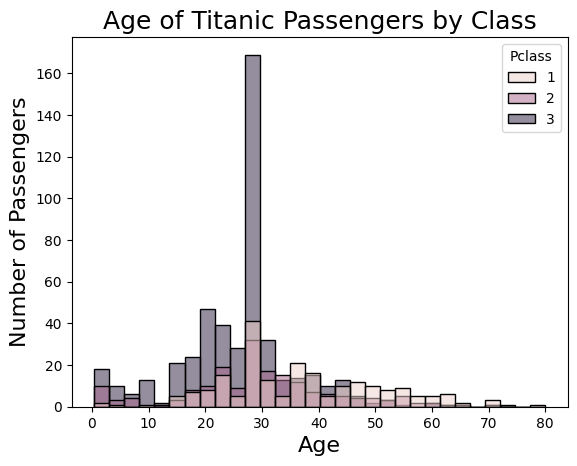 Age of Titanic Passengers by Class
Pclass
1
2
3
Number of Passengers
160
140
120
100
80
60
40
20
0
0 10 20 30 40 50 60 70 80
Age